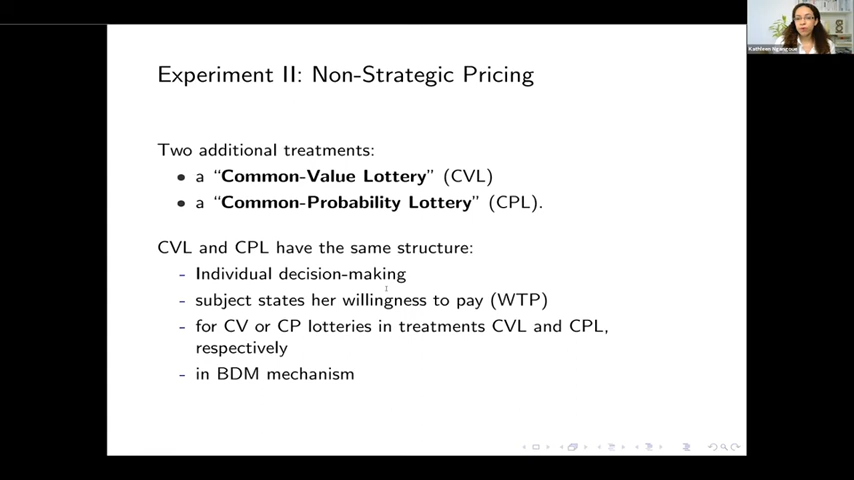 Experiment II: Non-Strategic Pricing
Two additional treatments:
• a “Common-Value Lottery” (CVL)
• a “Common-Probability Lottery” (CPL).
CVL and CPL have the same structure:
- Individual decision-making
- subject states her willingness to pay (WTP)
- for CV or CP lotteries in treatments CVL and CPL,
respectively
- in BDM mechanism
Kathleen Ngangoue